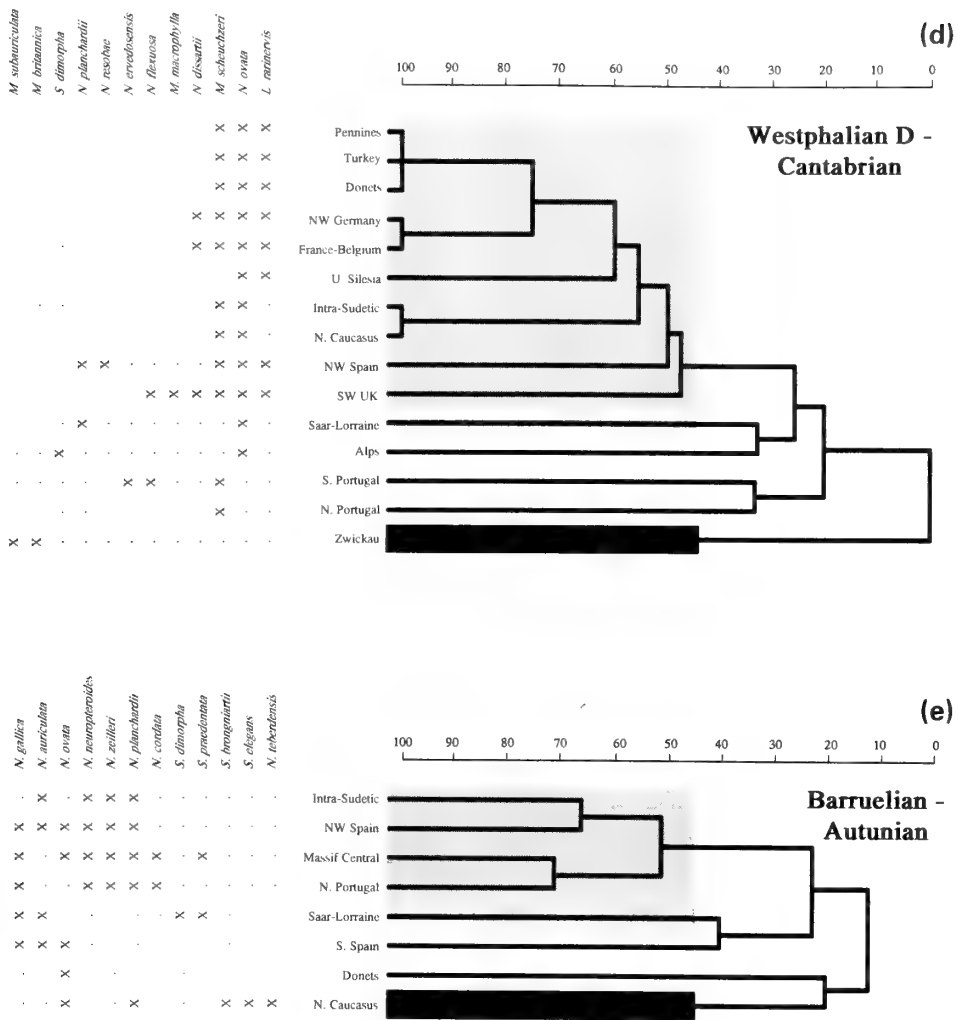 (d)
M subauriculata
M britannica
S dimorpha
N planchardii
N resobae
N ervedosensis
N flexuosa
M. macrophylla
N dissartii
M scheuchzeri
N ovata
L rarinervis
100 90 80 70 60 50 40 30 20 10 0
Westphalian D -
Cantabrian
X X X Pennines
X X X Turkey
X X X Donets
X X X X NW Germany
X X X X France-Belgium
X X U Silesia
X X Intra-Sudetic
X X N. Caucasus
X X X X X NW Spain
X X X X X X SW UK
X X Saar-Lorraine
X X Alps
X X X S. Portugal
X N. Portugal
X X Zwickau
(e)
N. gallica
N. auriculata
N. ovata
N. neuropteroides
N. zeilleri
N. planchardii
N. cordata
S. dimorpha
S. praedentata
S. brongniartii
S elegans
N. teberdensis
100 90 80 70 60 50 40 30 20 10 0
Barruelian -
Autunian
X X X X Intra-Sudetic
X X X X X X NW Spain
X X X X X X X Massif Central
X X X X X N. Portugal
X X X X Saar-Lorraine
X X X S. Spain
X Donets
X X X X X N. Caucasus